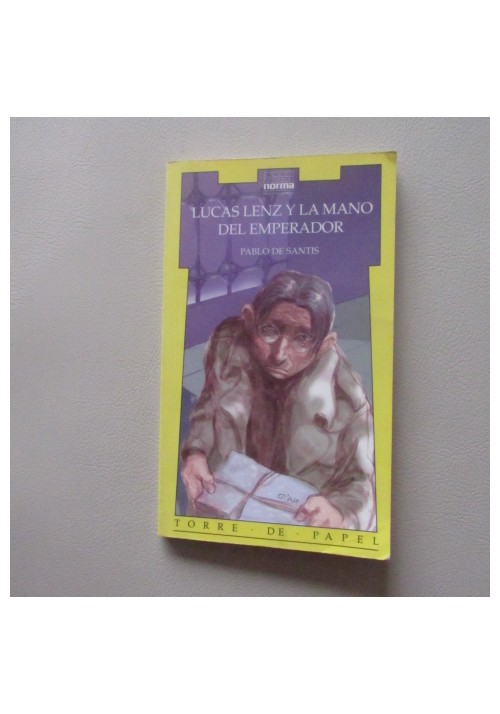 norma
LUCAS LENZ Y LA MANO
DEL EMPERADOR
PABLO DE SANTIS
TORRE · DE · PAPEL